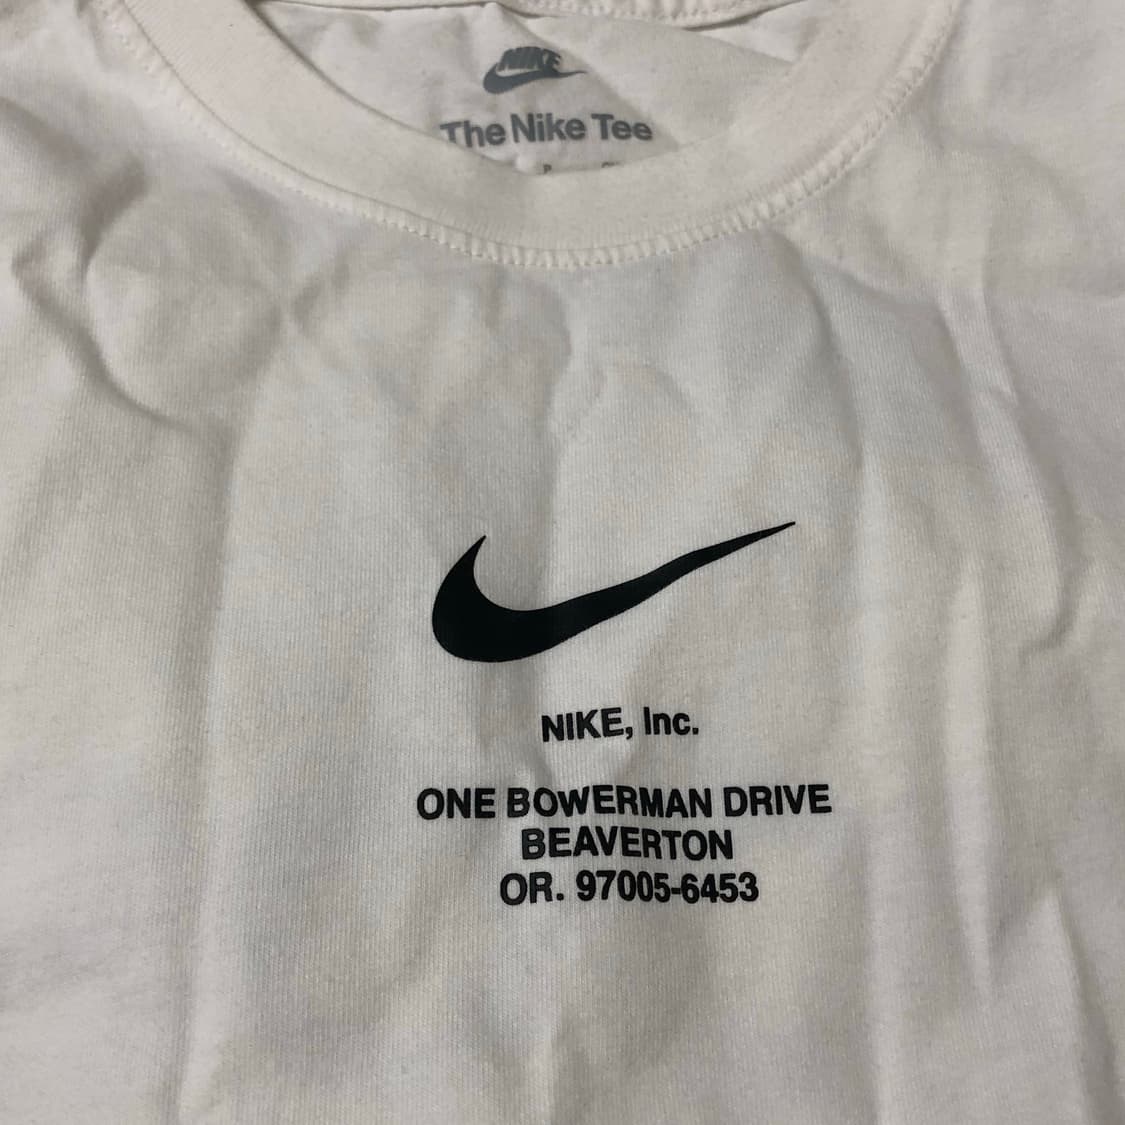 NIKE
The Nike Tee
NIKE, Inc.
ONE BOWERMAN DRIVE
BEAVERTON
OR. 97005-6453